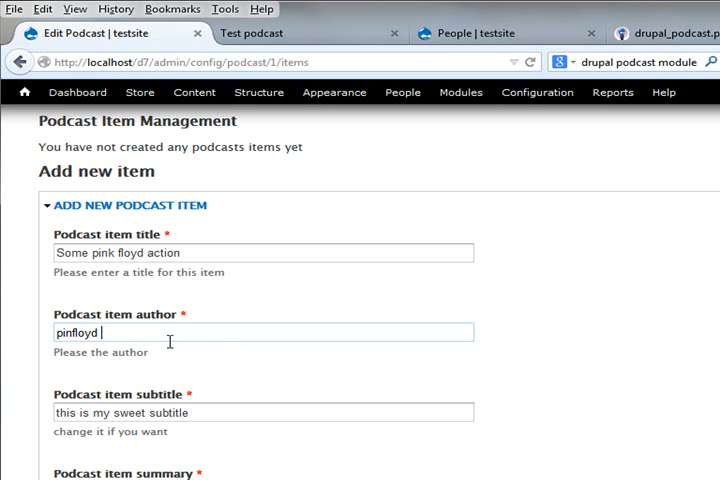 File Edit View History Bookmarks Tools Help
Edit Podcast | testsite × Test podcast × People | testsite × drupal_podcast.p
http://localhost/d7/admin/config/podcast/1/items drupal podcast module
Dashboard Store Content Structure Appearance People Modules Configuration Reports Help
Podcast Item Management
You have not created any podcasts items yet
Add new item
ADD NEW PODCAST ITEM
Podcast item title *
Some pink floyd action
Please enter a title for this item
Podcast item author *
pinfloyd
Please the author
Podcast item subtitle *
this is my sweet subtitle
change it if you want
Podcast item summary *